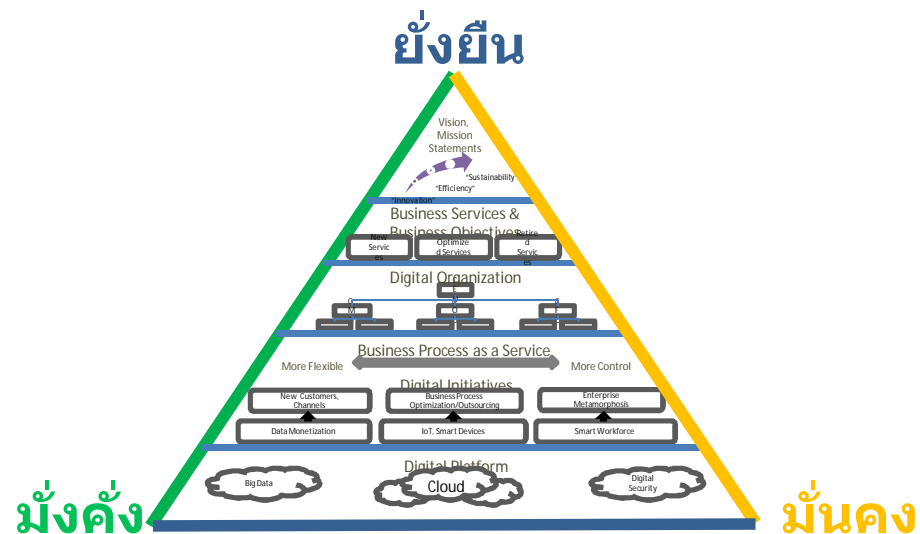 ยั่งยืน
Vision,
Mission
Statements
"Sustainability
"Efficiency"
"Innovation"
Business Services &
Business Objectives
New
Servic
es
Optimize
d Services
Retire
d
Servic
es
Digital Organization
Business Process as a Service
More Flexible
More Control
Digital Initiatives
New Customers,
Channels
Business Process
Optimization/Outsourcing
Enterprise
Metamorphosis
Data Monetization
IoT, Smart Devices
Smart Workforce
Digital Platform
Big Data
Cloud
Digital
Security
มั่งคั่ง
มั่นคง